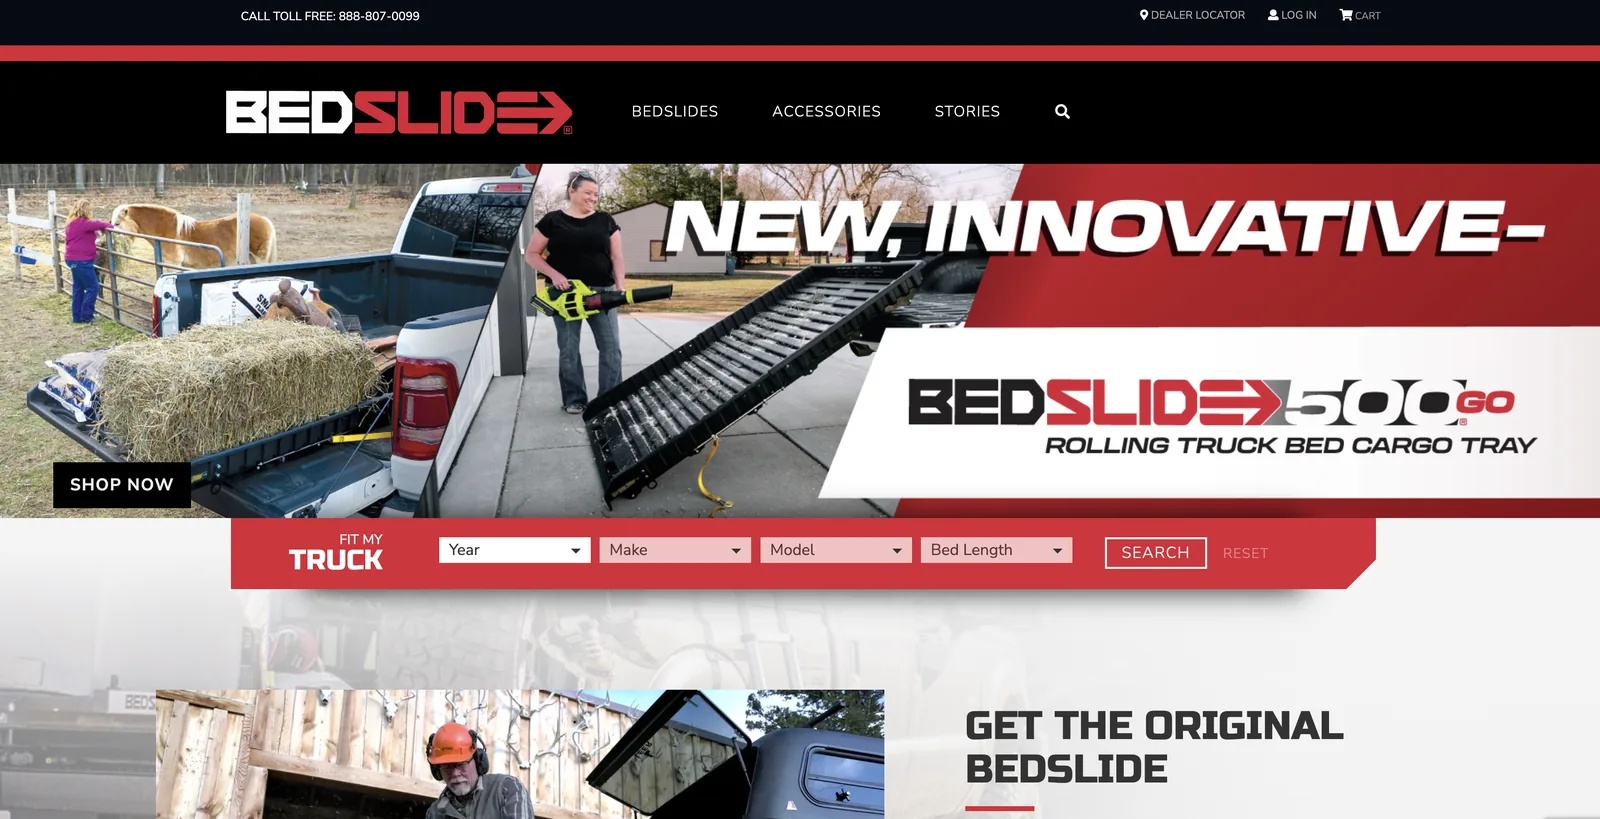 CALL TOLL FREE: 888-807-0099
DEALER LOCATOR
LOG IN
CART
BEDSLIDE®
BEDSLIDES
ACCESSORIES
STORIES
NEW, INNOVATIVE-
BEDSLIDE 500 GO®
ROLLING TRUCK BED CARGO TRAY
SHOP NOW
FIT MY
TRUCK
Year
Make
Model
Bed Length
SEARCH
RESET
GET THE ORIGINAL
BEDSLIDE